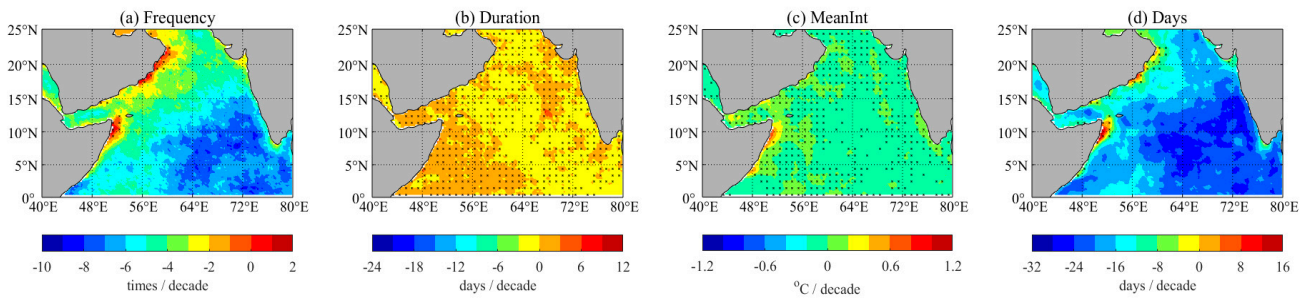 (a) Frequency
(b) Duration
(c) MeanInt
(d) Days
25°N
20°N
15°N
10°N
5°N
0°
40°E 48°E 56°E 64°E 72°E 80°E
25°N
20°N
15°N
10°N
5°N
0°
40°E 48°E 56°E 64°E 72°E 80°E
25°N
20°N
15°N
10°N
5°N
0°
40°E 48°E 56°E 64°E 72°E 80°E
25°N
20°N
15°N
10°N
5°N
0°
40°E 48°E 56°E 64°E 72°E 80°E
-10 -8 -6 -4 -2 0 2
times / decade
-24 -18 -12 -6 0 6 12
days / decade
-1.2 -0.6 0 0.6 1.2
°C / decade
-32 -24 -16 -8 0 8 16
days / decade